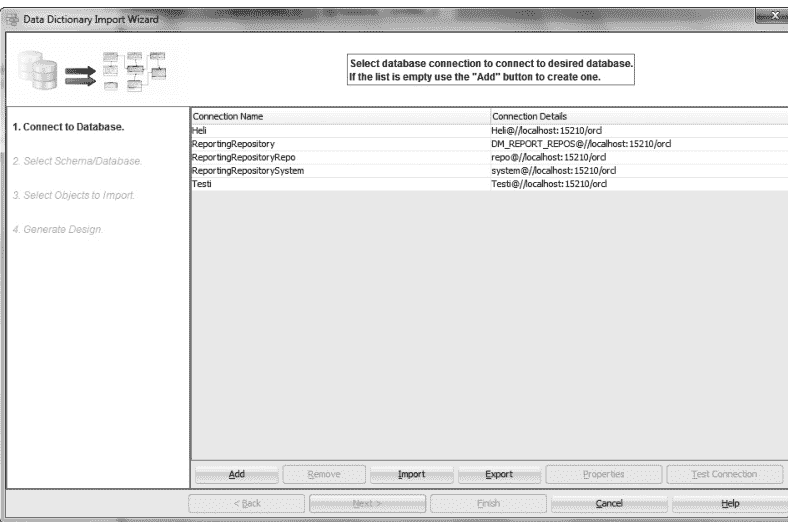 Data Dictionary Import Wizard
Select database connection to connect to desired database.
If the list is empty use the "Add" button to create one.
1. Connect to Database.
2. Select Schema/Database.
3. Select Objects to Import.
4. Generate Design.
Connection Name Connection Details
Heli Heli@//localhost:15210/orcl
ReportingRepository DM_REPORT_REPOS@//localhost:15210/orcl
ReportingRepositoryRepo repo@//localhost:15210/orcl
ReportingRepositorySystem system@//localhost:15210/orcl
Testi Testi@//localhost:15210/orcl
Add Remove Import Export Properties Test Connection
< Back Next > Finish Cancel Help